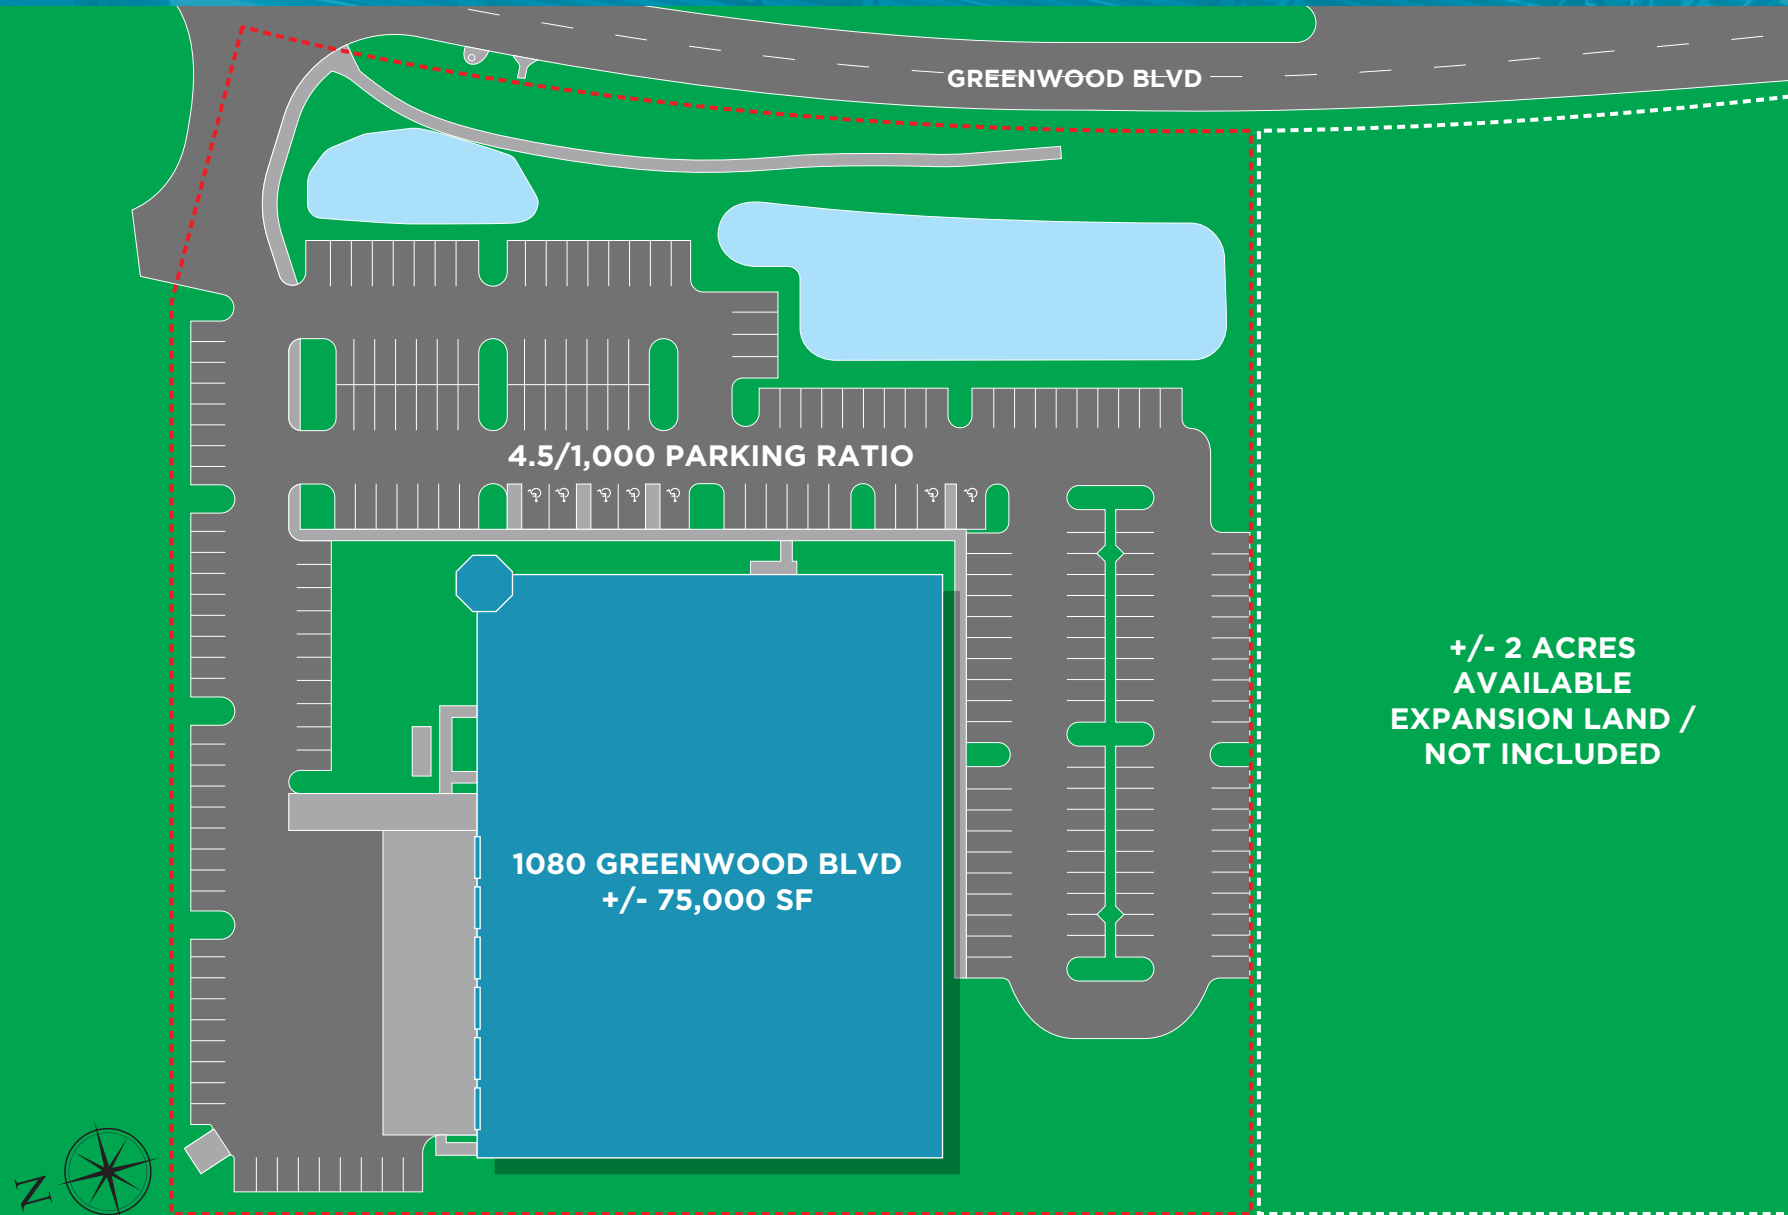 GREENWOOD BLVD
4.5/1,000 PARKING RATIO
+/- 2 ACRES
AVAILABLE
EXPANSION LAND /
NOT INCLUDED
1080 GREENWOOD BLVD
+/- 75,000 SF
N